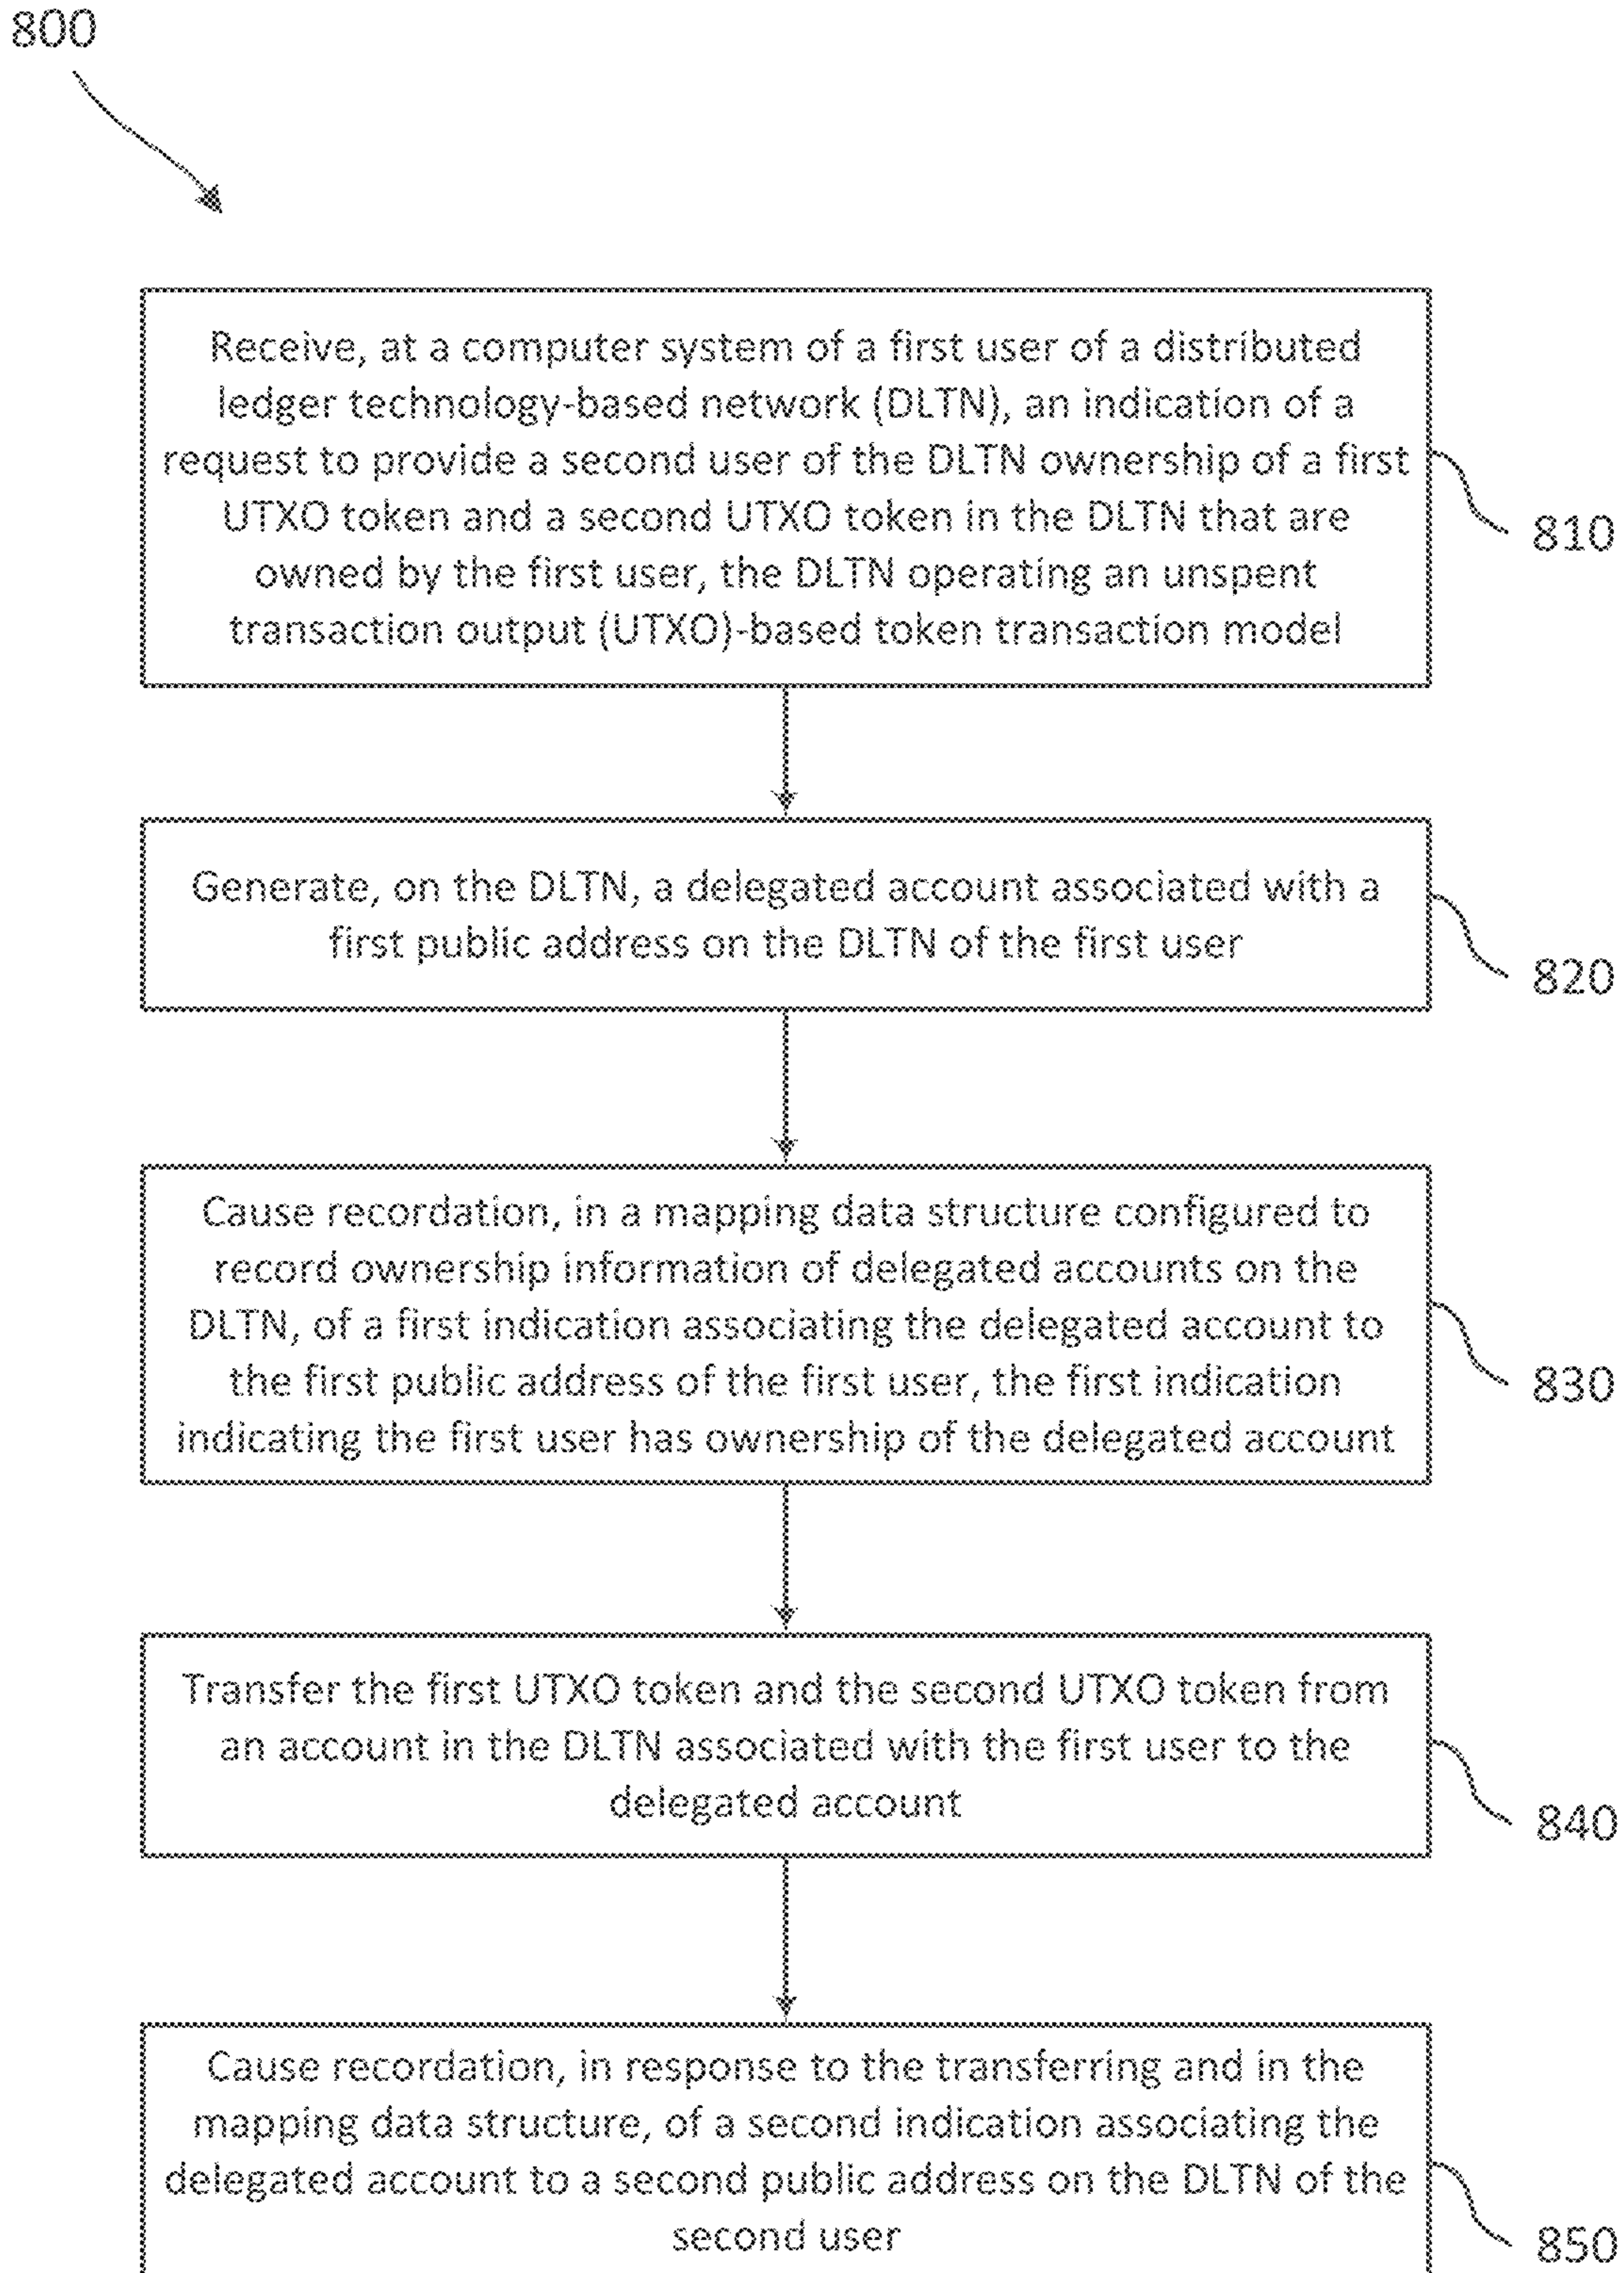 800
Receive, at a computer system of a first user of a distributed
ledger technology-based network (DLTN), an indication of a
request to provide a second user of the DLTN ownership of a first
UTXO token and a second UTXO token in the DLTN that are
owned by the first user, the DLTN operating an unspent
transaction output (UTXO)-based token transaction model
810
Generate, on the DLTN, a delegated account associated with a
first public address on the DLTN of the first user
820
Cause recordation, in a mapping data structure configured to
record ownership information of delegated accounts on the
DLTN, of a first indication associating the delegated account to
the first public address of the first user, the first indication
indicating the first user has ownership of the delegated account
830
Transfer the first UTXO token and the second UTXO token from
an account in the DLTN associated with the first user to the
delegated account
840
Cause recordation, in response to the transferring and in the
mapping data structure, of a second indication associating the
delegated account to a second public address on the DLTN of the
second user
850